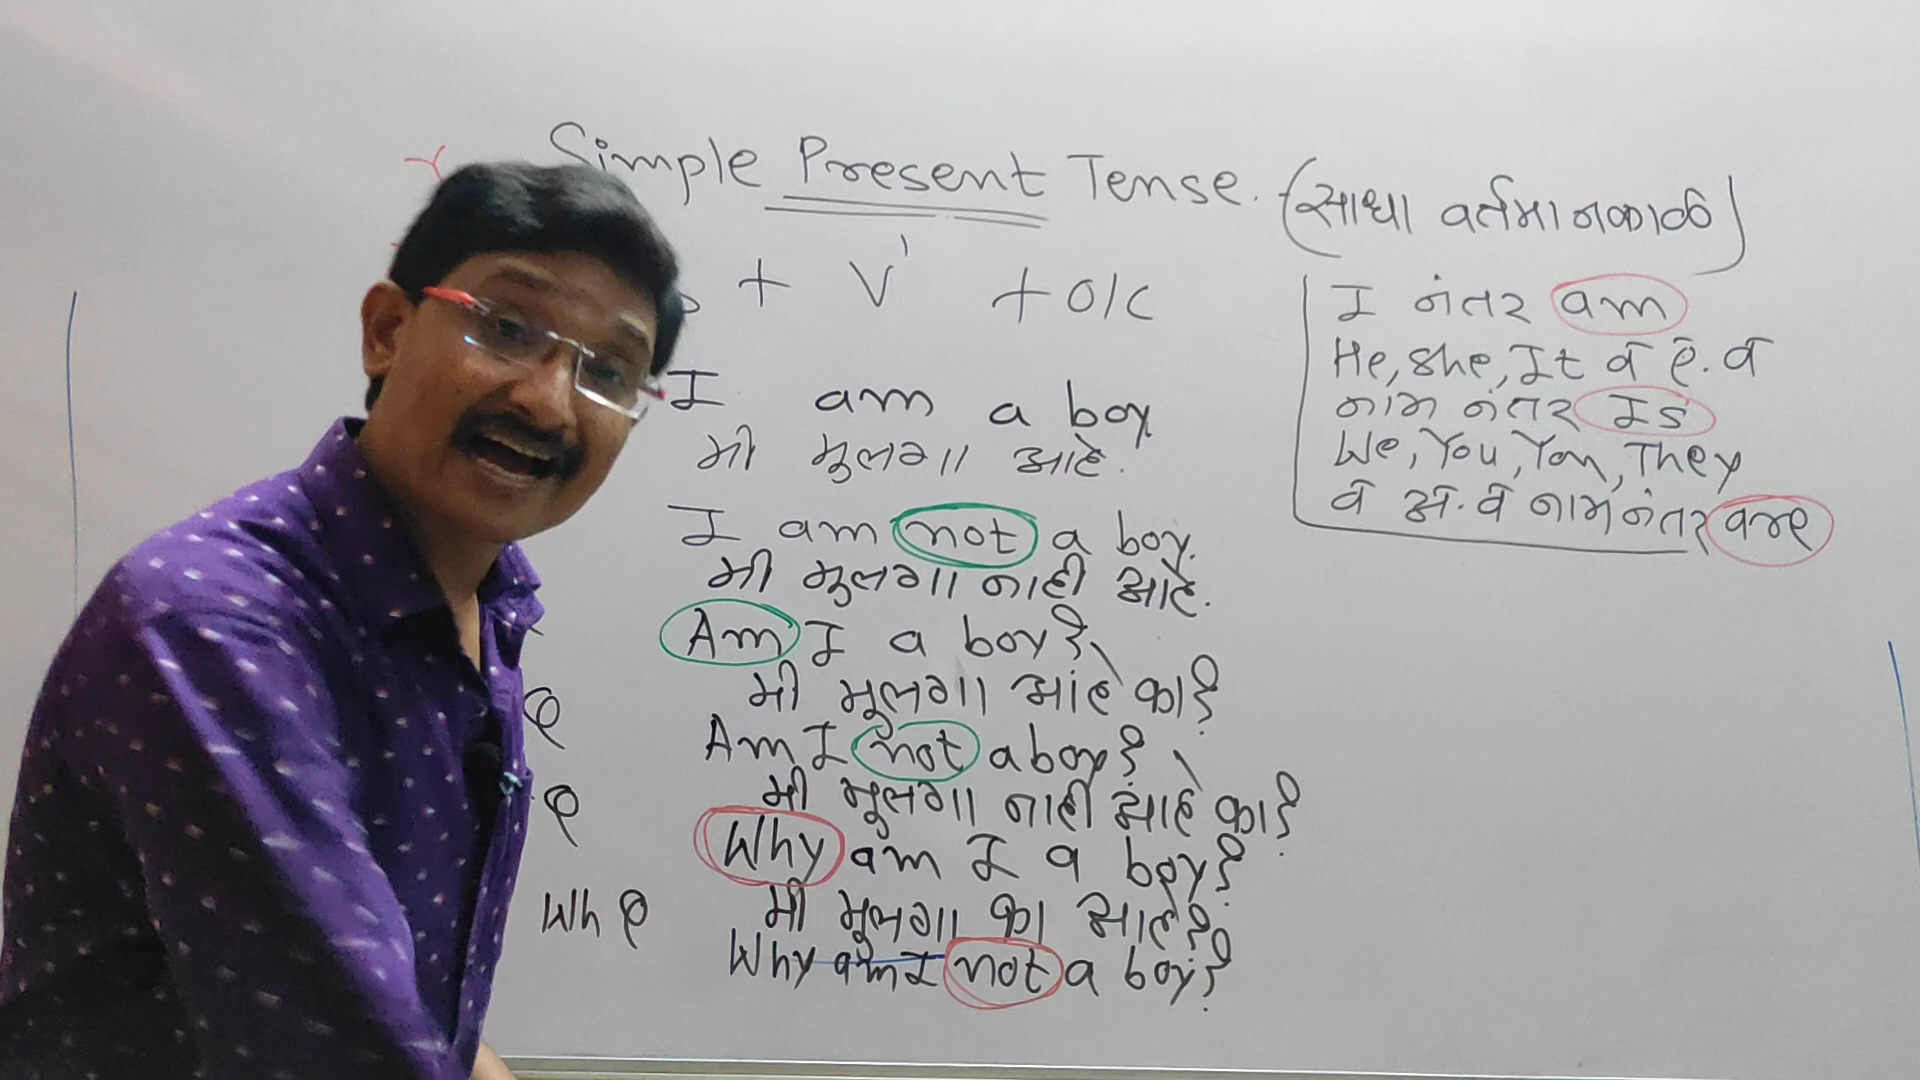 Simple Present Tense. (साधा वर्तमानकाळ)
+ V¹ + O/C
I am a boy
मी मुलगा आहे.
I am not a boy.
मी मुलगा नाही आहे.
Am I a boy?
Q मी मुलगा आहे का?
Am I not a boy?
Q मी मुलगा नाही आहे का?
Why am I a boy?
Wh Q मी मुलगा का आहे?
Why am I not a boy?
I नंतर am
He, She, It व ए. व
नाम नंतर Is
We, You, You, They
व अ. व नाम नंतर are